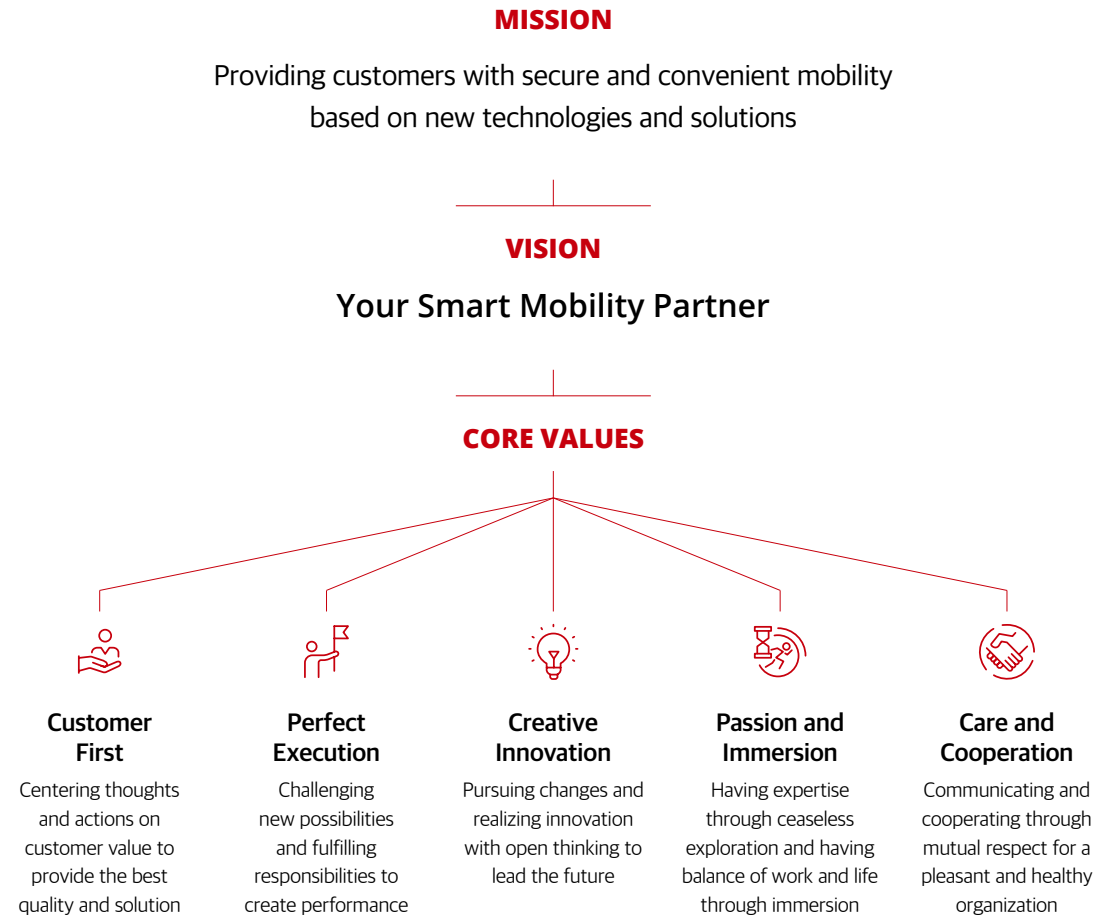 MISSION
Providing customers with secure and convenient mobility
based on new technologies and solutions
VISION
Your Smart Mobility Partner
CORE VALUES
Customer
First
Centering thoughts
and actions on
customer value to
provide the best
quality and solution
Perfect
Execution
Challenging
new possibilities
and fulfilling
responsibilities to
create performance
Creative
Innovation
Pursuing changes and
realizing innovation
with open thinking to
lead the future
Passion and
Immersion
Having expertise
through ceaseless
exploration and having
balance of work and life
through immersion
Care and
Cooperation
Communicating and
cooperating through
mutual respect for a
pleasant and healthy
organization